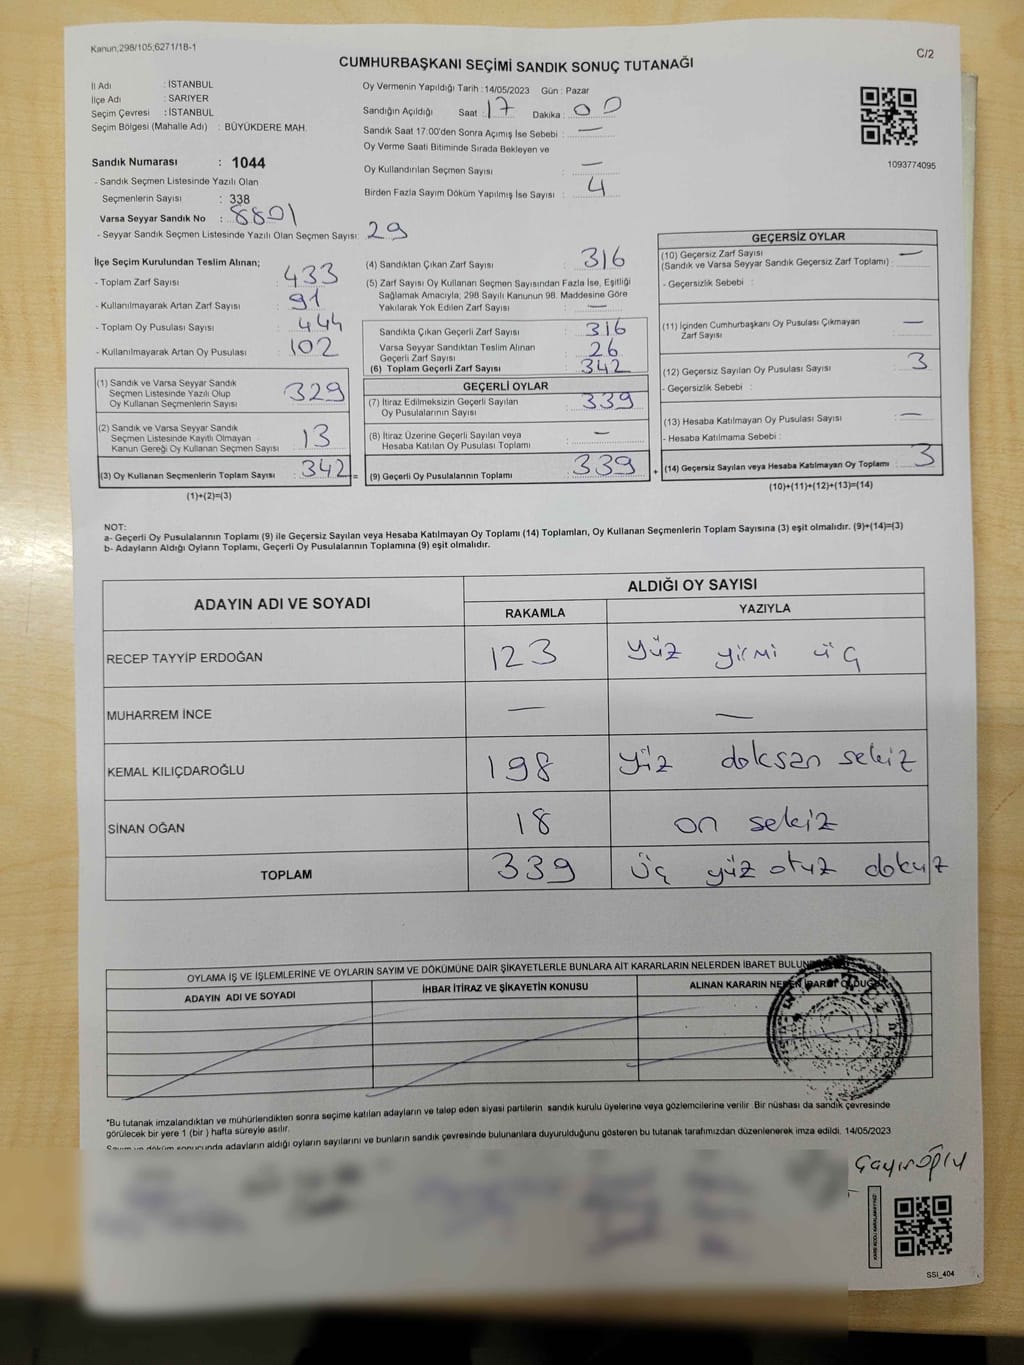 Kanun,298/105,6271/18-1
C/2
CUMHURBAŞKANI SEÇİMİ SANDIK SONUÇ TUTANAĞI
İl Adı : İSTANBUL
İlçe Adı : SARIYER
Seçim Çevresi : İSTANBUL
Seçim Bölgesi (Mahalle Adı) : BÜYÜKDERE MAH.
Sandık Numarası : 1044
- Sandık Seçmen Listesinde Yazılı Olan
Seçmenlerin Sayısı : 338
Varsa Seyyar Sandık No : 8801
- Seyyar Sandık Seçmen Listesinde Yazılı Olan Seçmen Sayısı: 29
Oy Vermenin Yapıldığı Tarih :14/05/2023 Gün : Pazar
Sandığın Açıldığı Saat : 17 Dakika : 00
Sandık Saat 17:00'den Sonra Açılmış İse Sebebi : —
Oy Verme Saati Bitiminde Sırada Bekleyen ve
Oy Kullandırılan Seçmen Sayısı : —
Birden Fazla Sayım Döküm Yapılmış İse Sayısı : 4
1093774095
İlçe Seçim Kurulundan Teslim Alınan;
- Toplam Zarf Sayısı : 433
- Kullanılmayarak Artan Zarf Sayısı : 91
- Toplam Oy Pusulası Sayısı : 444
- Kullanılmayarak Artan Oy Pusulası : 102
(1) Sandık ve Varsa Seyyar Sandık
Seçmen Listesinde Yazılı Olup
Oy Kullanan Seçmenlerin Sayısı : 329
(2) Sandık ve Varsa Seyyar Sandık
Seçmen Listesinde Kayıtlı Olmayan
Kanun Gereği Oy Kullanan Seçmen Sayısı : 13
(3) Oy Kullanan Seçmenlerin Toplam Sayısı : 342 =
(1)+(2)=(3)
(4) Sandıktan Çıkan Zarf Sayısı : 316
(5) Zarf Sayısı Oy Kullanan Seçmen Sayısından Fazla İse, Eşitliği
Sağlamak Amacıyla, 298 Sayılı Kanunun 98. Maddesine Göre
Yakılarak Yok Edilen Zarf Sayısı : —
Sandıkta Çıkan Geçerli Zarf Sayısı : 316
Varsa Seyyar Sandıktan Teslim Alınan
Geçerli Zarf Sayısı : 26
(6) Toplam Geçerli Zarf Sayısı : 342
GEÇERLİ OYLAR
(7) İtiraz Edilmeksizin Geçerli Sayılan
Oy Pusulalarının Sayısı : 339
(8) İtiraz Üzerine Geçerli Sayılan veya
Hesaba Katılan Oy Pusulası Toplamı : —
(9) Geçerli Oy Pusulalarının Toplamı : 339 +
GEÇERSİZ OYLAR
(10) Geçersiz Zarf Sayısı
(Sandık ve Varsa Seyyar Sandık Geçersiz Zarf Toplamı) : —
- Geçersizlik Sebebi :
(11) İçinden Cumhurbaşkanı Oy Pusulası Çıkmayan
Zarf Sayısı : —
(12) Geçersiz Sayılan Oy Pusulası Sayısı : 3
- Geçersizlik Sebebi :
(13) Hesaba Katılmayan Oy Pusulası Sayısı : —
- Hesaba Katılmama Sebebi :
(14) Geçersiz Sayılan veya Hesaba Katılmayan Oy Toplamı : 3
(10)+(11)+(12)+(13)=(14)
NOT:
a- Geçerli Oy Pusulalarının Toplamı (9) ile Geçersiz Sayılan veya Hesaba Katılmayan Oy Toplamı (14) Toplamları, Oy Kullanan Seçmenlerin Toplam Sayısına (3) eşit olmalıdır. (9)+(14)=(3)
b- Adayların Aldığı Oyların Toplamı, Geçerli Oy Pusulalarının Toplamına (9) eşit olmalıdır.
ADAYIN ADI VE SOYADI
ALDIĞI OY SAYISI
RAKAMLA YAZIYLA
RECEP TAYYİP ERDOĞAN 123 yüz yirmi üç
MUHARREM İNCE — —
KEMAL KILIÇDAROĞLU 198 yüz doksan sekiz
SİNAN OĞAN 18 on sekiz
TOPLAM 339 üç yüz otuz dokuz
OYLAMA İŞ VE İŞLEMLERİNE VE OYLARIN SAYIM VE DÖKÜMÜNE DAİR ŞİKAYETLERLE BUNLARA AİT KARARLARIN NELERDEN İBARET
ADAYIN ADI VE SOYADI
İHBAR İTİRAZ VE ŞİKAYETİN KONUSU
ALINAN KARARIN
*Bu tutanak imzalandıktan ve mühürlendikten sonra seçime katılan adayların ve talep eden siyasi partilerin sandık kurulu üyelerine veya gözlemcilerine verilir. Bir nüshası da sandık çevresinde
görülecek bir yere 1 (bir ) hafta süreyle asılır.
Sayım ve döküm sonucunda adayların aldığı oyların sayılarını ve bunların sandık çevresinde bulunanlara duyurulduğunu gösteren bu tutanak tarafımızdan düzenlenerek imza edildi. 14/05/2023
SSI_404